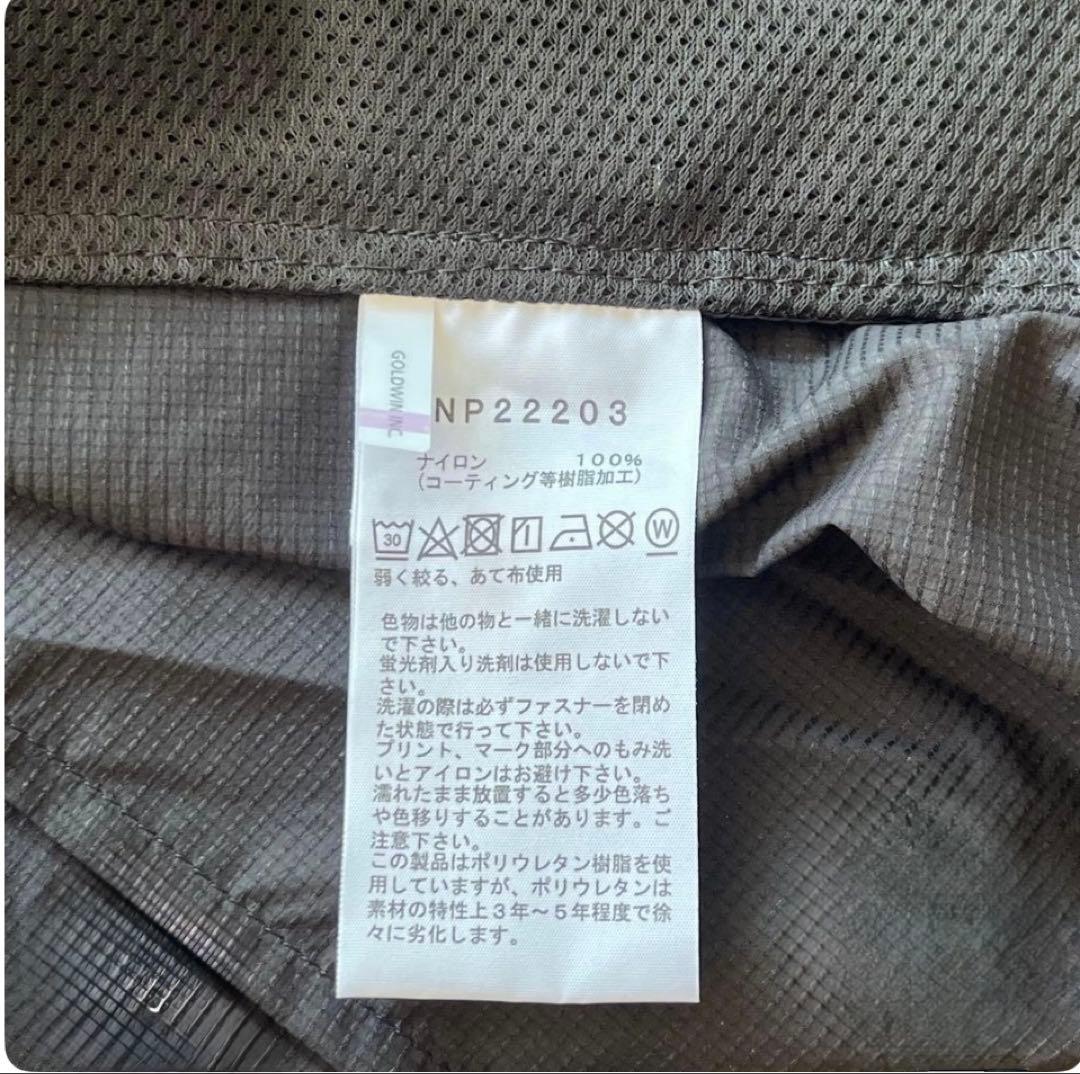 GOLDWIN INC.
NP22203
ナイロン 100%
(コーティング等樹脂加工)
30
W
弱く絞る、あて布使用
色物は他の物と一緒に洗濯しない
で下さい。
蛍光剤入り洗剤は使用しないで下
さい。
洗濯の際は必ずファスナーを閉め
た状態で行って下さい。
プリント、マーク部分へのもみ洗
いとアイロンはお避け下さい。
濡れたまま放置すると多少色落ち
や色移りすることがあります。ご
注意下さい。
この製品はポリウレタン樹脂を使
用していますが、ポリウレタンは
素材の特性上3年~5年程度で徐
々に劣化します。